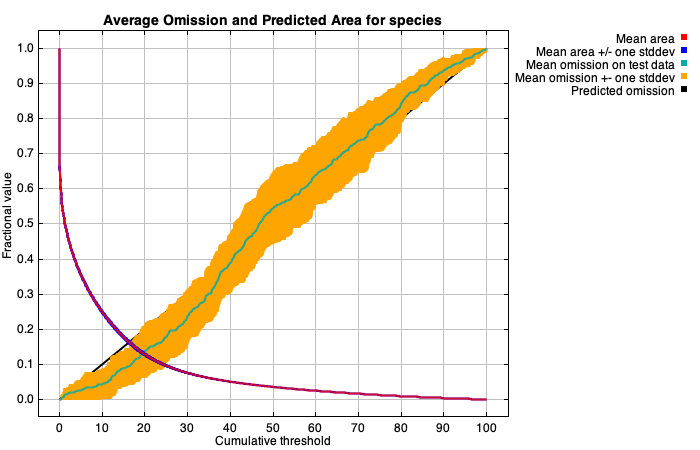 Average Omission and Predicted Area for species
Mean area
Mean area +/- one stddev
Mean omission on test data
Mean omission +- one stddev
Predicted omission
Fractional value
1.0
0.9
0.8
0.7
0.6
0.5
0.4
0.3
0.2
0.1
0.0
0 10 20 30 40 50 60 70 80 90 100
Cumulative threshold